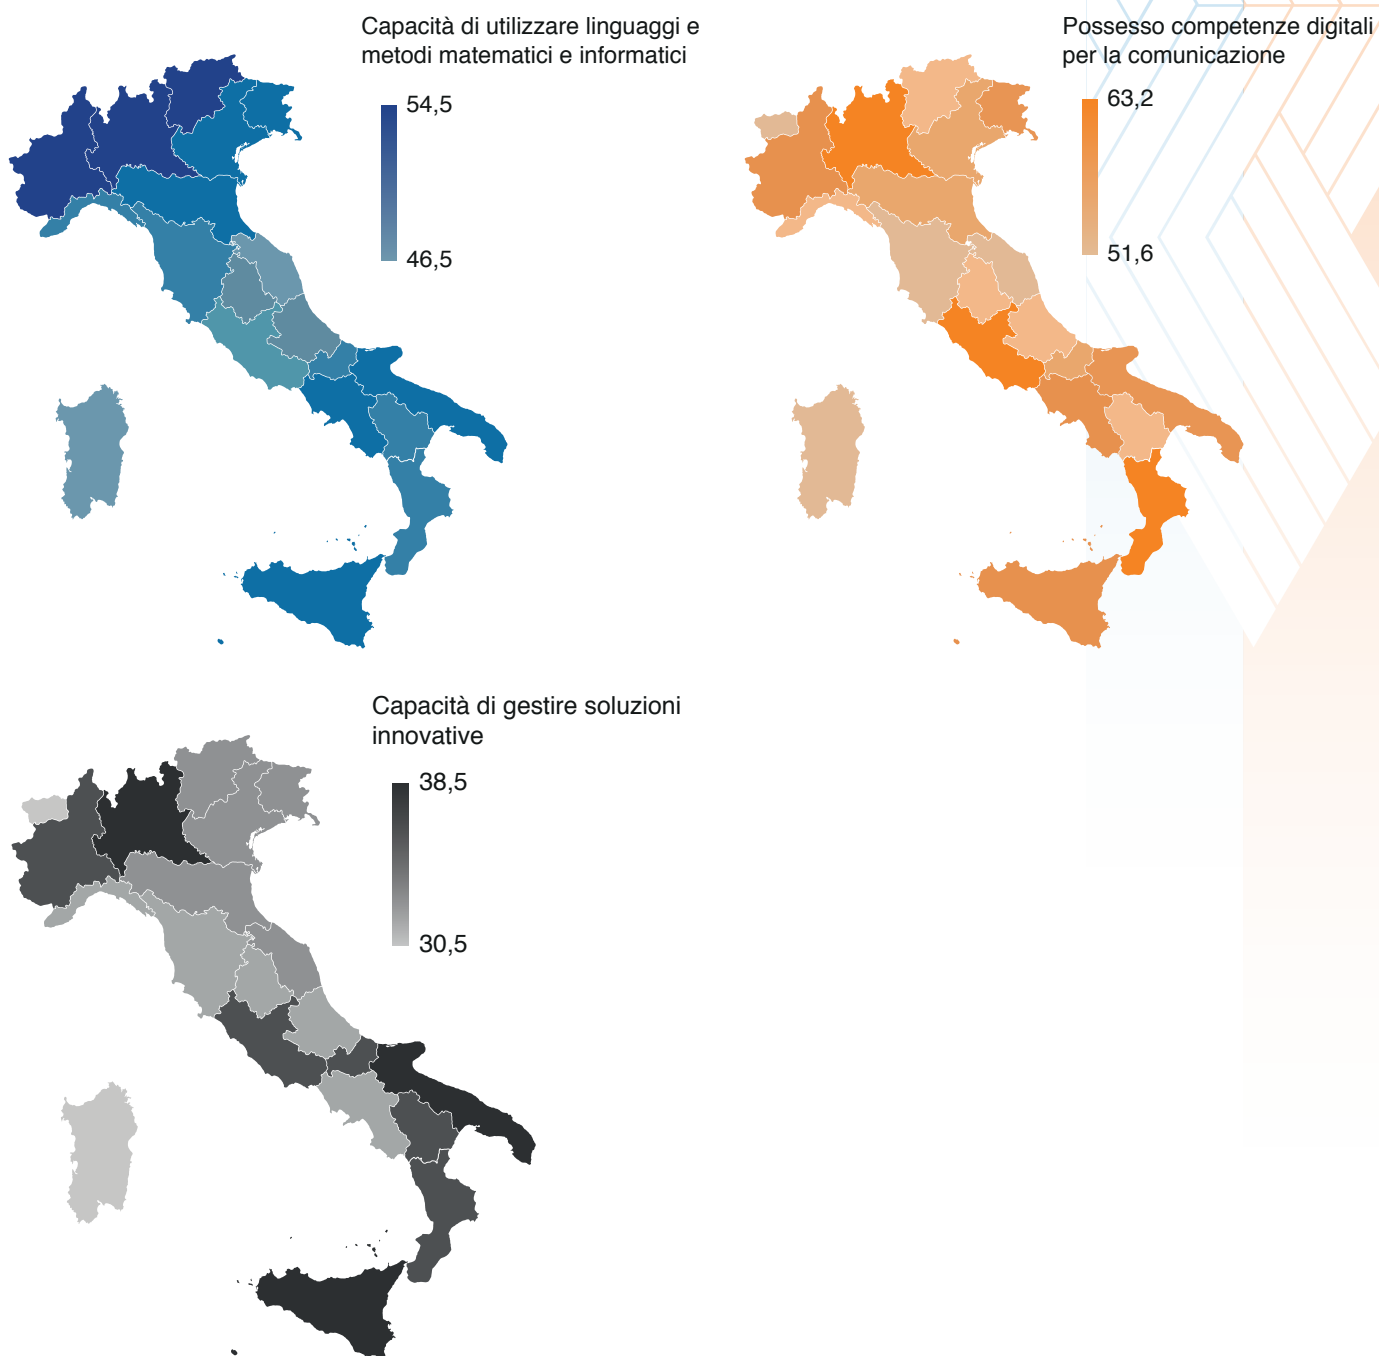 Capacità di utilizzare linguaggi e
metodi matematici e informatici
54,5
46,5
Possesso competenze digitali
per la comunicazione
63,2
51,6
Capacità di gestire soluzioni
innovative
38,5
30,5